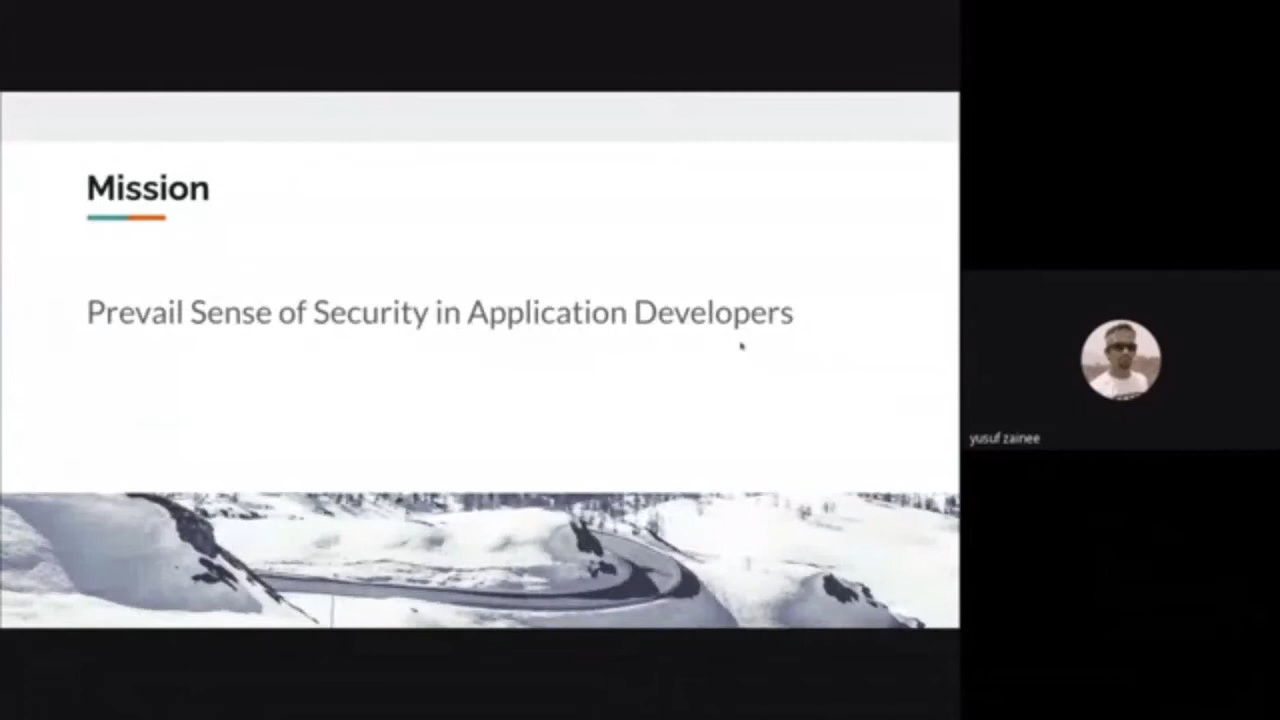 Mission
Prevail Sense of Security in Application Developers
yusuf zainee